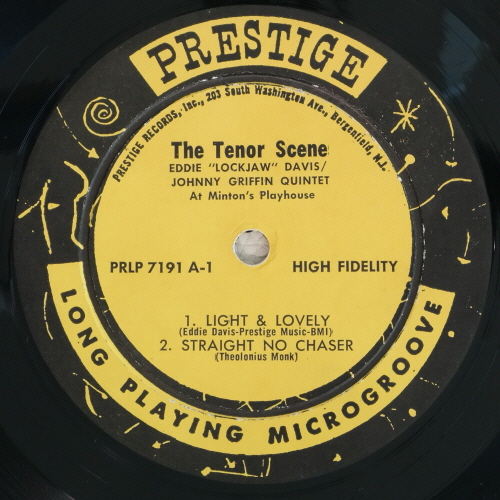 PRESTIGE
PRESTIGE RECORDS, Inc., 203 South Washington Ave., Bergenfield, N.J.
The Tenor Scene
EDDIE "LOCKJAW" DAVIS/
JOHNNY GRIFFIN QUINTET
At Minton's Playhouse
PRLP 7191 A-1 HIGH FIDELITY
1. LIGHT & LOVELY
(Eddie Davis-Prestige Music-BMI)
2. STRAIGHT NO CHASER
(Theolonius Monk)
LONG PLAYING MICROGROOVE